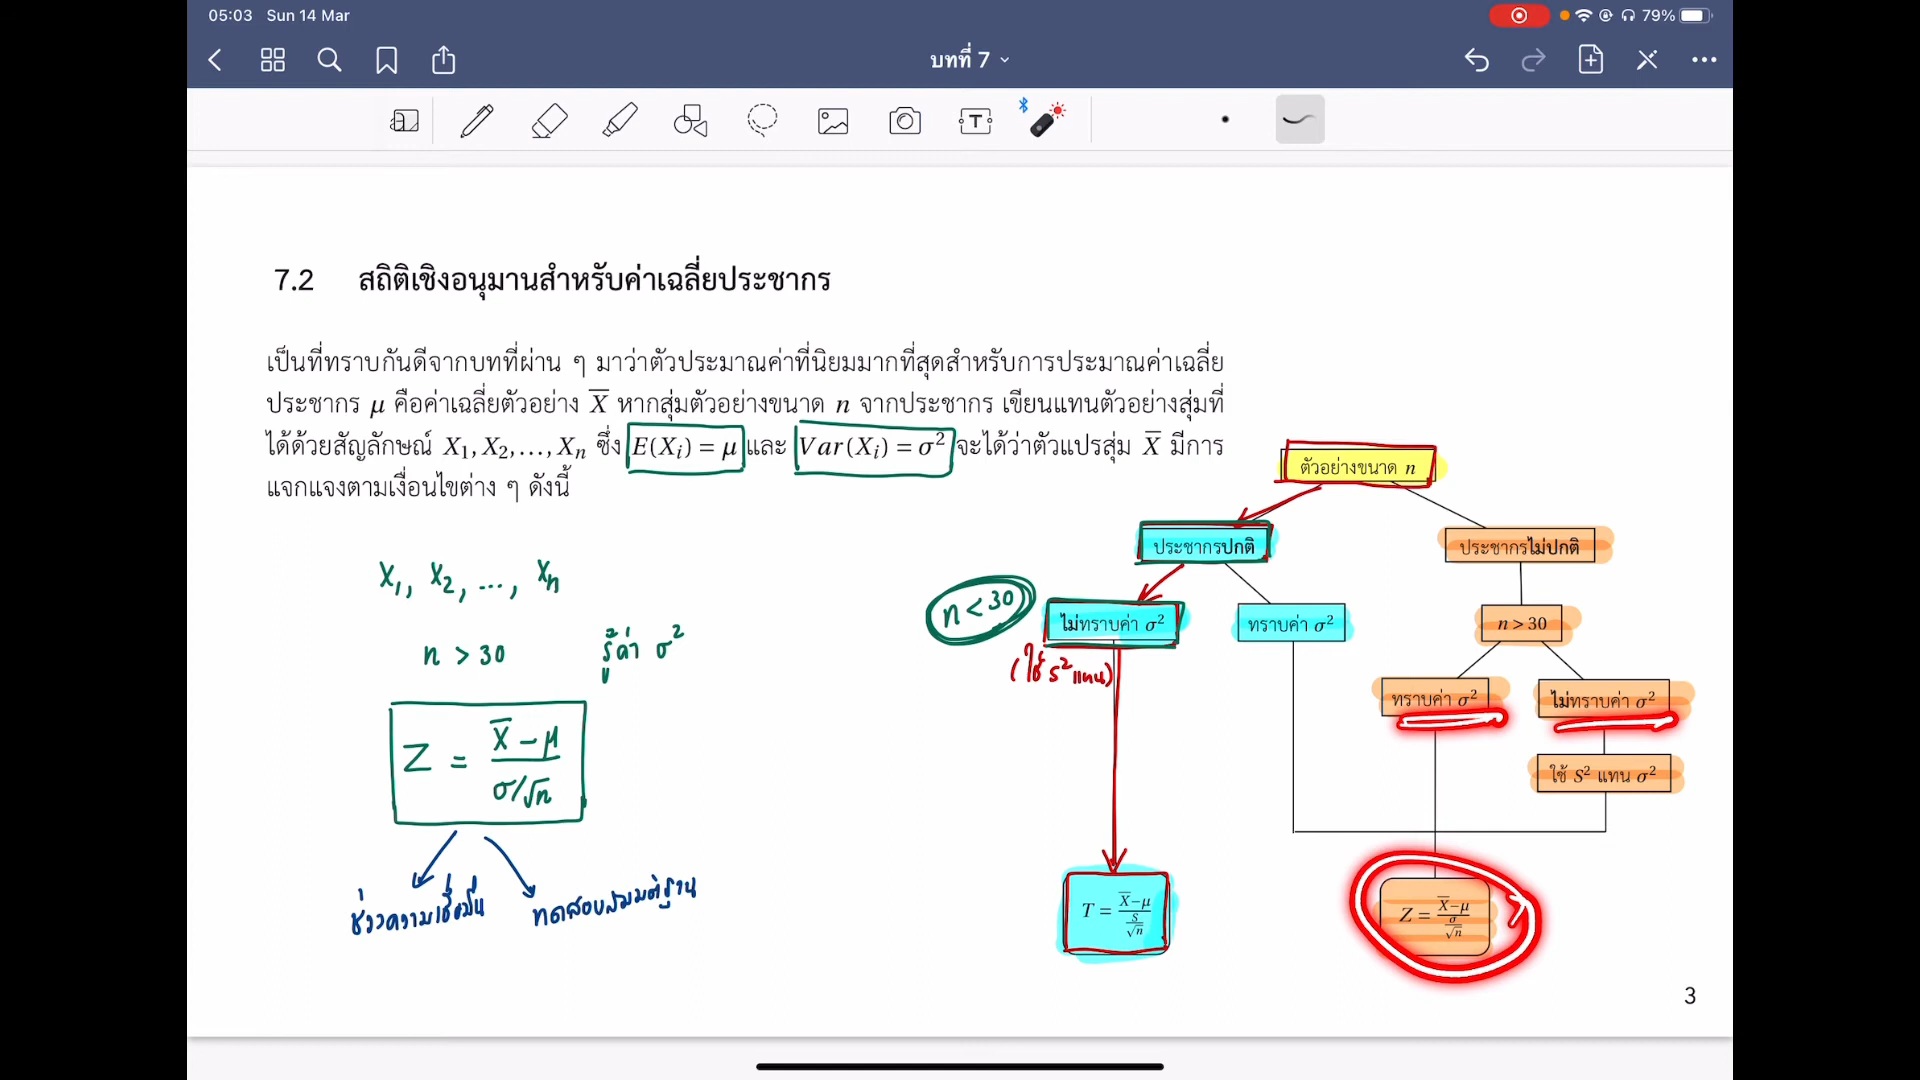 05:03 Sun 14 Mar
79%
บทที่ 7
7.2 สถิติเชิงอนุมานสำหรับค่าเฉลี่ยประชากร
เป็นที่ทราบกันดีจากบทที่ผ่าน ๆ มาว่าตัวประมาณค่าที่นิยมมากที่สุดสำหรับการประมาณค่าเฉลี่ย
ประชากร μ คือค่าเฉลี่ยตัวอย่าง X̅ หากสุ่มตัวอย่างขนาด n จากประชากร เขียนแทนตัวอย่างสุ่มที่
ได้ด้วยสัญลักษณ์ X₁, X₂, ..., Xₙ ซึ่ง E(Xᵢ) = μ และ Var(Xᵢ) = σ² จะได้ว่าตัวแปรสุ่ม X̅ มีการ
แจกแจงตามเงื่อนไขต่าง ๆ ดังนี้
ตัวอย่างขนาด n
ประชากรปกติ ประชากรไม่ปกติ
n < 30
ไม่ทราบค่า σ² ทราบค่า σ² n > 30
(ใช้ S² แทน)
ทราบค่า σ² ไม่ทราบค่า σ²
ใช้ S² แทน σ²
T = (X̅−μ)/(S/√n)
Z = (X̅−μ)/(σ/√n)
X₁, X₂, ..., Xₙ
n > 30 รู้ค่า σ²
Z = (X̅ − μ)/(σ/√n)
ช่วงความเชื่อมั่น ทดสอบสมมติฐาน
3